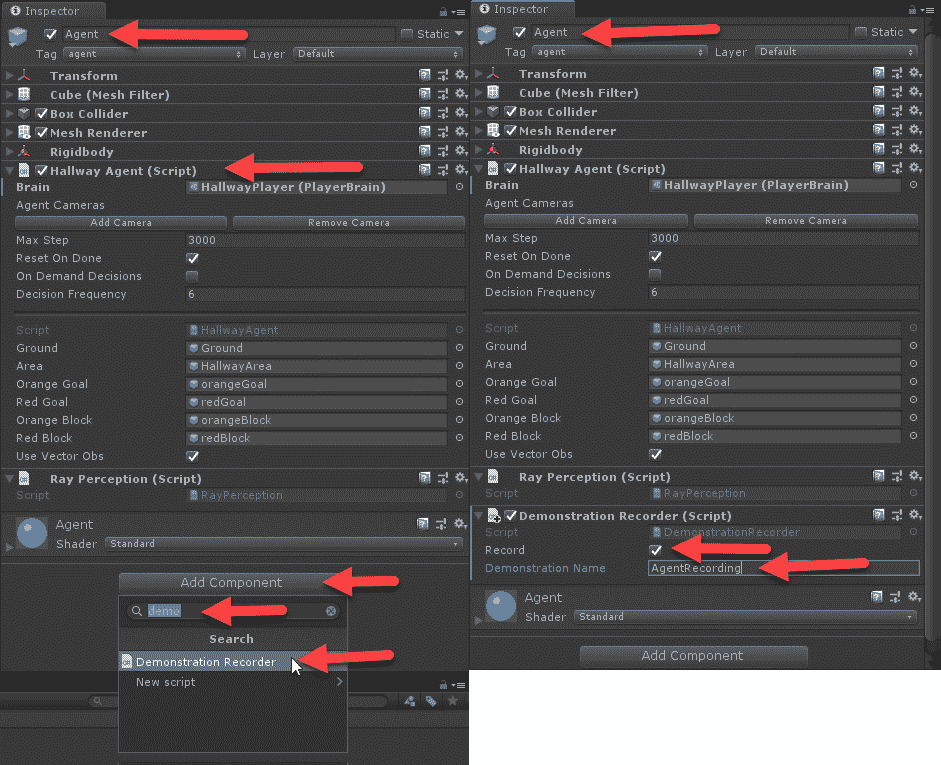 Inspector
Agent Static
Tag agent Layer Default
Transform
Cube (Mesh Filter)
Box Collider
Mesh Renderer
Rigidbody
Hallway Agent (Script)
Brain HallwayPlayer (PlayerBrain)
Agent Cameras
Add Camera Remove Camera
Max Step 3000
Reset On Done
On Demand Decisions
Decision Frequency 6
Script HallwayAgent
Ground Ground
Area HallwayArea
Orange Goal orangeGoal
Red Goal redGoal
Orange Block orangeBlock
Red Block redBlock
Use Vector Obs
Ray Perception (Script)
Script RayPerception
Agent
Shader Standard
Add Component
demo
Search
Demonstration Recorder
New script
Inspector
Agent Static
Tag agent Layer Default
Transform
Cube (Mesh Filter)
Box Collider
Mesh Renderer
Rigidbody
Hallway Agent (Script)
Brain HallwayPlayer (PlayerBrain)
Agent Cameras
Add Camera Remove Camera
Max Step 3000
Reset On Done
On Demand Decisions
Decision Frequency 6
Script HallwayAgent
Ground Ground
Area HallwayArea
Orange Goal orangeGoal
Red Goal redGoal
Orange Block orangeBlock
Red Block redBlock
Use Vector Obs
Ray Perception (Script)
Script RayPerception
Demonstration Recorder (Script)
Script DemonstrationRecorder
Record
Demonstration Name AgentRecording
Agent
Shader Standard
Add Component